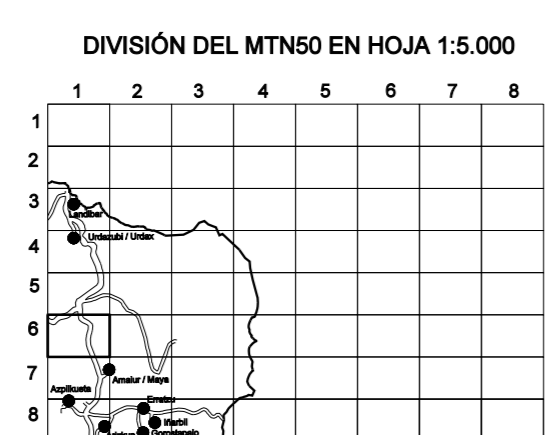 DIVISIÓN DEL MTN50 EN HOJA 1:5.000
1 2 3 4 5 6 7 8
1
2
3
Landibar
4
Urdazubi / Urdax
5
6
7
Amaiur / Maya
Azpilkueta
Erratzu
8
Iñarbil
Gorostapalo